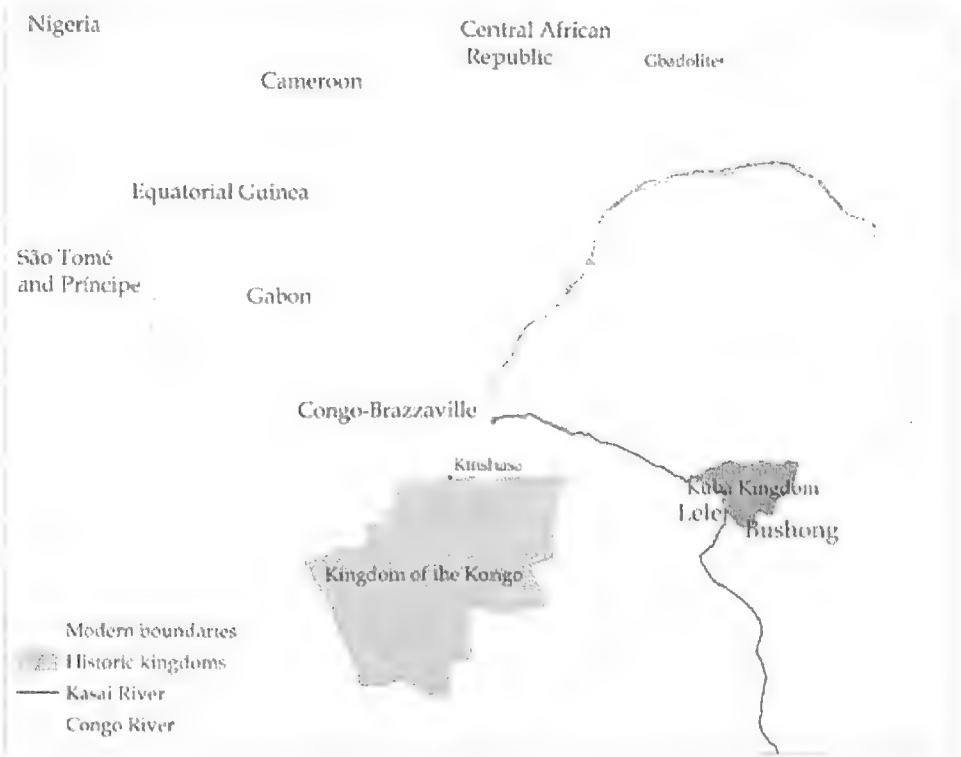 Nigeria
Central African
Republic
Gbadolite
Cameroon
Equatorial Guinea
São Tomé
and Príncipe
Gabon
Congo-Brazzaville
Kinshasa
Kuba Kingdom
Lele
Bushong
Kingdom of the Kongo
Modern boundaries
Historic kingdoms
Kasai River
Congo River